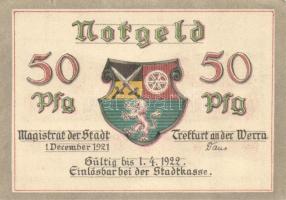 Notgeld
50 50
Pfg Pfg
Magistrat der Stadt Treffurt an der Werra
1 December 1921
Gültig bis 1. 4. 1922.
Einlösbar bei der Stadtkasse.